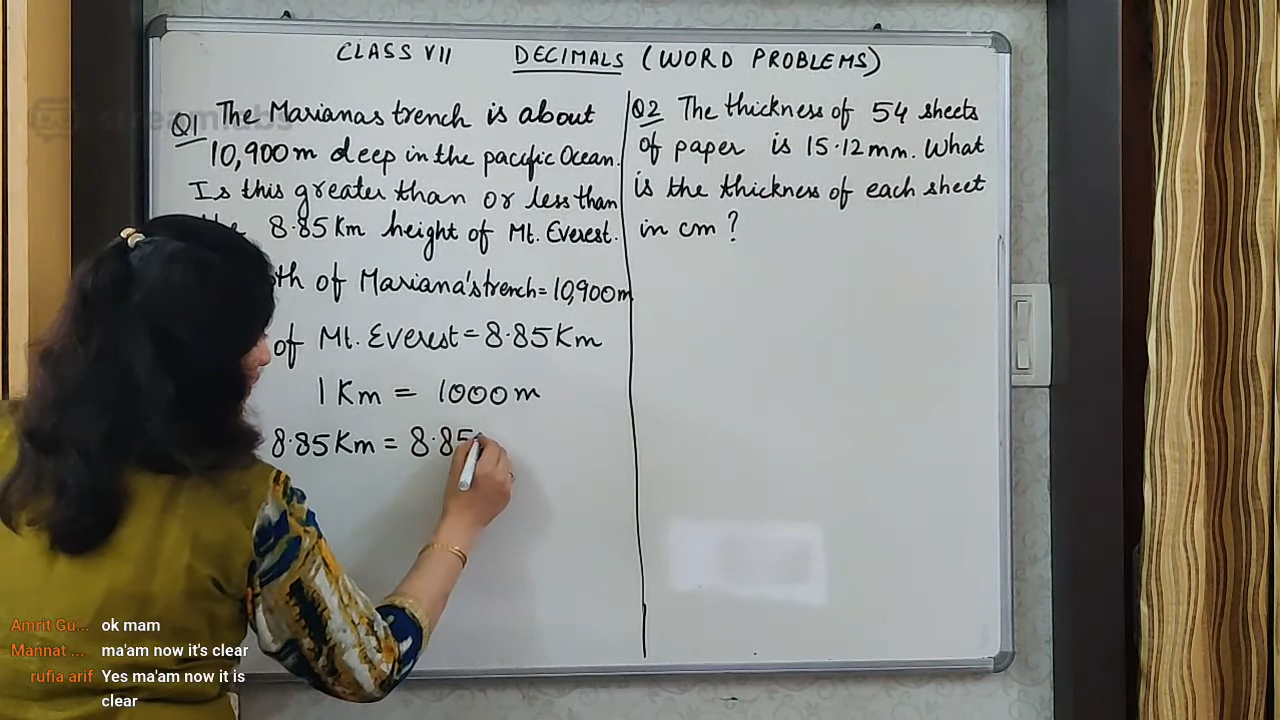 CLASS VII DECIMALS (WORD PROBLEMS)
Q1 The Marianas trench is about
10,900m deep in the pacific Ocean.
Is this greater than or less than
8.85 Km height of Mt. Everest.
of Mariana's trench = 10,900m
of Mt. Everest = 8.85 Km
1 Km = 1000 m
8.85 Km = 8.85
Q2 The thickness of 54 sheets
of paper is 15.12 mm. What
is the thickness of each sheet
in cm ?
Amrit Gu... ok mam
Mannat ... ma'am now it's clear
rufia arif Yes ma'am now it is
clear